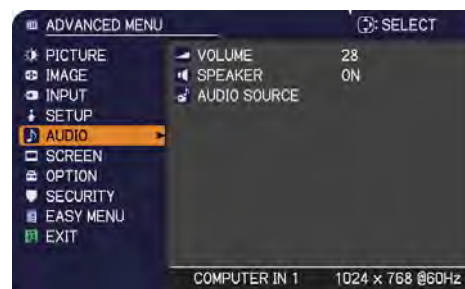 ADVANCED MENU : SELECT
PICTURE VOLUME 28
IMAGE SPEAKER ON
INPUT AUDIO SOURCE
SETUP
AUDIO
SCREEN
OPTION
SECURITY
EASY MENU
EXIT
COMPUTER IN 1 1024 x 768 @60Hz